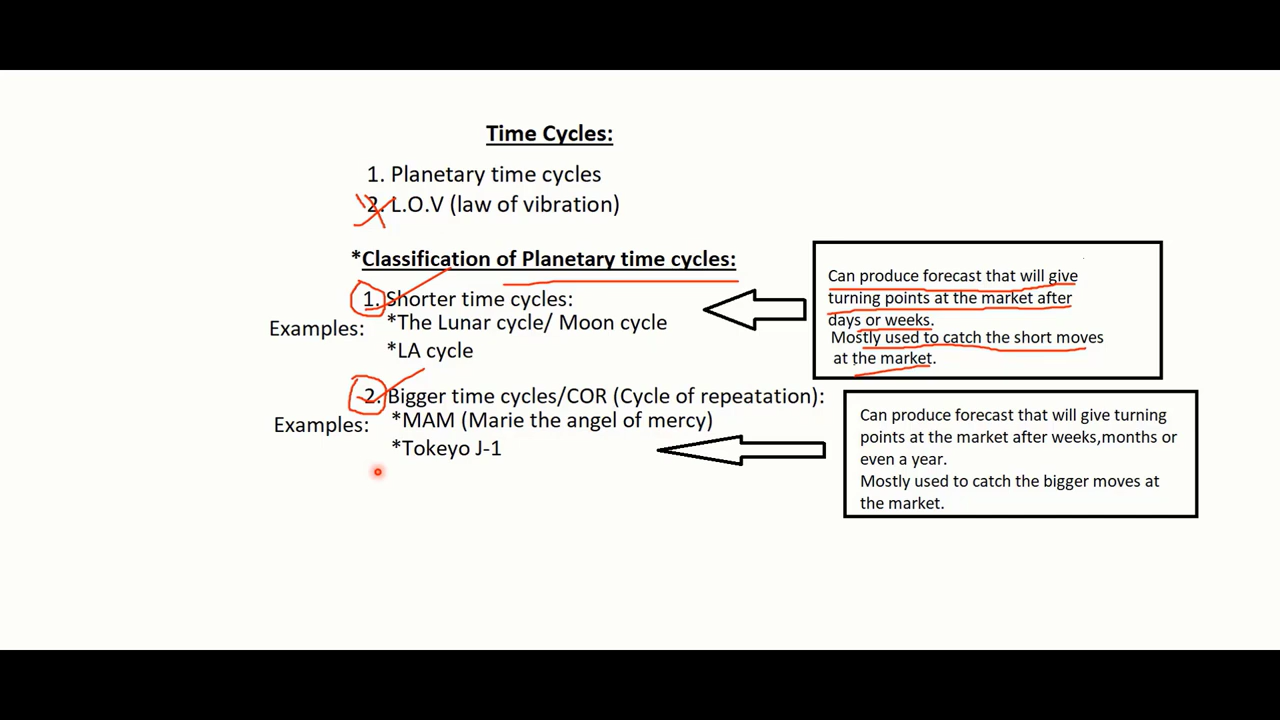 Time Cycles:
1. Planetary time cycles
2. L.O.V (law of vibration)
*Classification of Planetary time cycles:
1. Shorter time cycles:
Examples: *The Lunar cycle/ Moon cycle
*LA cycle
Can produce forecast that will give
turning points at the market after
days or weeks.
Mostly used to catch the short moves
at the market.
2. Bigger time cycles/COR (Cycle of repeatation):
Examples: *MAM (Marie the angel of mercy)
*Tokeyo J-1
Can produce forecast that will give turning
points at the market after weeks,months or
even a year.
Mostly used to catch the bigger moves at
the market.